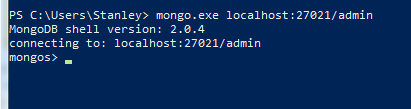 PS C:\Users\Stanley> mongo.exe localhost:27021/admin
MongoDB shell version: 2.0.4
connecting to: localhost:27021/admin
mongos>